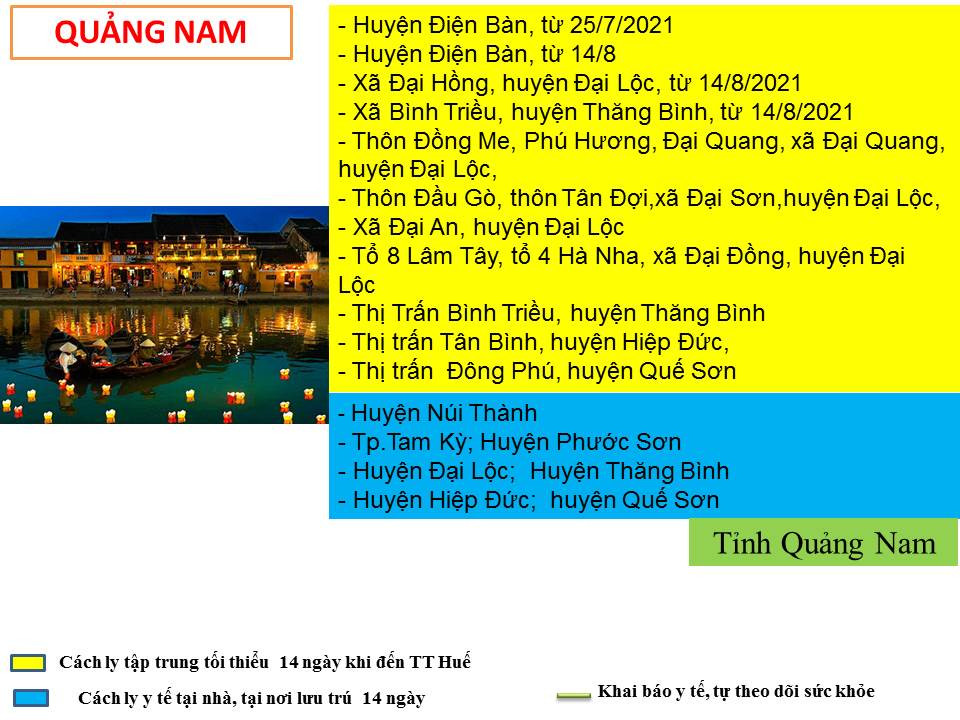 QUẢNG NAM
- Huyện Điện Bàn, từ 25/7/2021
- Huyện Điện Bàn, từ 14/8
- Xã Đại Hồng, huyện Đại Lộc, từ 14/8/2021
- Xã Bình Triều, huyện Thăng Bình, từ 14/8/2021
- Thôn Đồng Me, Phú Hương, Đại Quang, xã Đại Quang,
huyện Đại Lộc,
- Thôn Đầu Gò, thôn Tân Đợi,xã Đại Sơn,huyện Đại Lộc,
- Xã Đại An, huyện Đại Lộc
- Tổ 8 Lâm Tây, tổ 4 Hà Nha, xã Đại Đồng, huyện Đại
Lộc
- Thị Trấn Bình Triều, huyện Thăng Bình
- Thị trấn Tân Bình, huyện Hiệp Đức,
- Thị trấn  Đông Phú, huyện Quế Sơn
- Huyện Núi Thành
- Tp.Tam Kỳ; Huyện Phước Sơn
- Huyện Đại Lộc;  Huyện Thăng Bình
- Huyện Hiệp Đức;  huyện Quế Sơn
Tỉnh Quảng Nam
Cách ly tập trung tối thiểu  14 ngày khi đến TT Huế
Cách ly y tế tại nhà, tại nơi lưu trú  14 ngày
Khai báo y tế, tự theo dõi sức khỏe